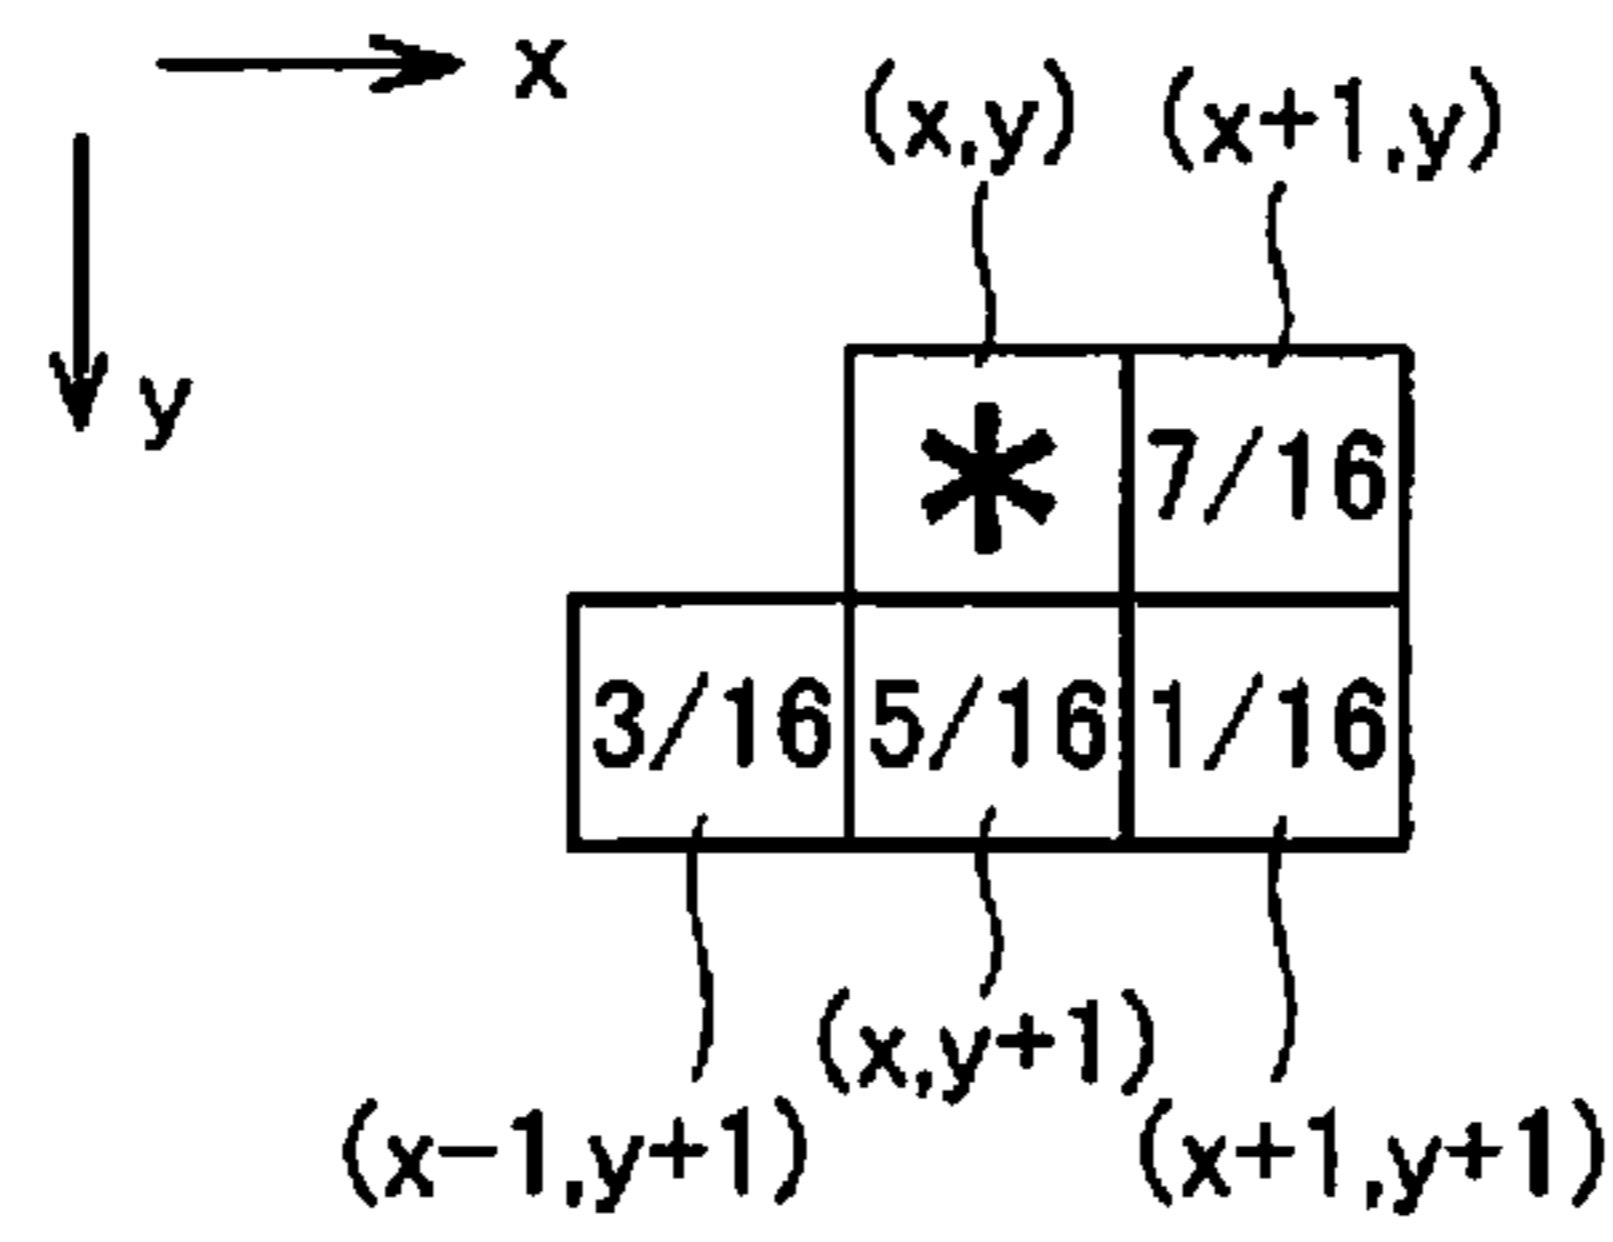 x
(x,y) (x+1,y)
y
* 7/16
3/16 5/16 1/16
(x,y+1)
(x-1,y+1) (x+1,y+1)